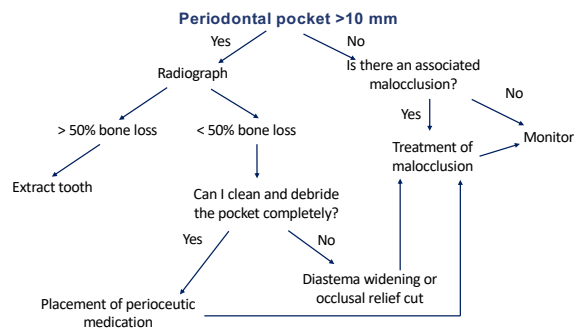 Periodontal pocket >10 mm
Yes
No
Radiograph
Is there an associated
malocclusion?
Yes
No
> 50% bone loss
< 50% bone loss
Treatment of
malocclusion
Monitor
Extract tooth
Can I clean and debride
the pocket completely?
Yes
No
Diastema widening or
occlusal relief cut
Placement of perioceutic
medication